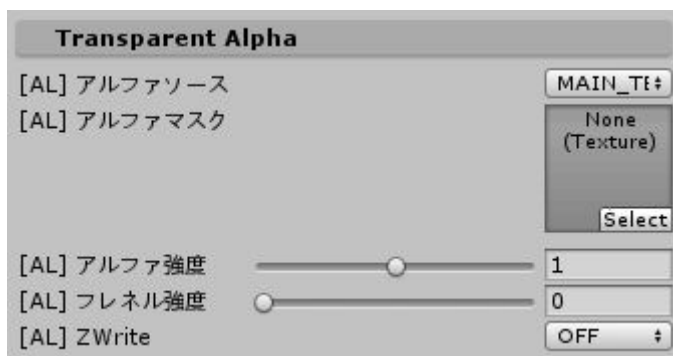 Transparent Alpha
[AL] アルファソース MAIN_TE
[AL] アルファマスク None
(Texture)
Select
[AL] アルファ強度 1
[AL] フレネル強度 0
[AL] ZWrite OFF